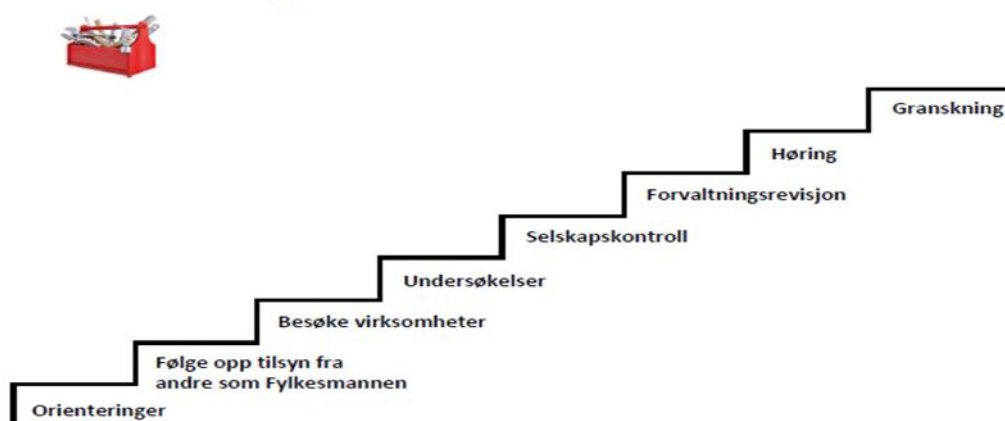 Granskning
Høring
Forvaltningsrevisjon
Selskapskontroll
Undersøkelser
Besøke virksomheter
Følge opp tilsyn fra
andre som Fylkesmannen
Orienteringer